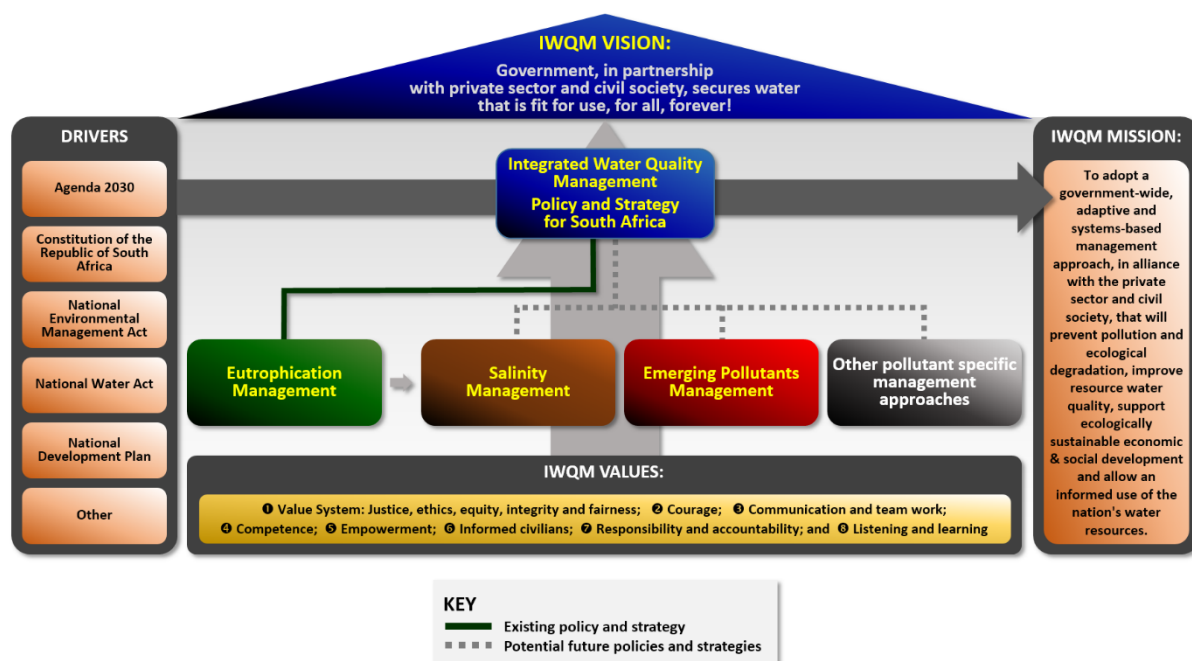 IWQM VISION:
Government, in partnership
with private sector and civil society, secures water
that is fit for use, for all, forever!
DRIVERS
Agenda 2030
Constitution of the
Republic of South
Africa
National
Environmental
Management Act
National Water Act
National
Development Plan
Other
Integrated Water Quality
Management
Policy and Strategy
for South Africa
Eutrophication
Management
Salinity
Management
Emerging Pollutants
Management
Other pollutant specific
management
approaches
IWQM VALUES:
❶ Value System: Justice, ethics, equity, integrity and fairness; ❷ Courage; ❸ Communication and team work;
❹ Competence; ❺ Empowerment; ❻ Informed civilians; ❼ Responsibility and accountability; and ❽ Listening and learning
IWQM MISSION:
To adopt a
government-wide,
adaptive and
systems-based
management
approach, in alliance
with the private
sector and civil
society, that will
prevent pollution and
ecological
degradation, improve
resource water
quality, support
ecologically
sustainable economic
& social development
and allow an
informed use of the
nation's water
resources.
KEY
Existing policy and strategy
Potential future policies and strategies